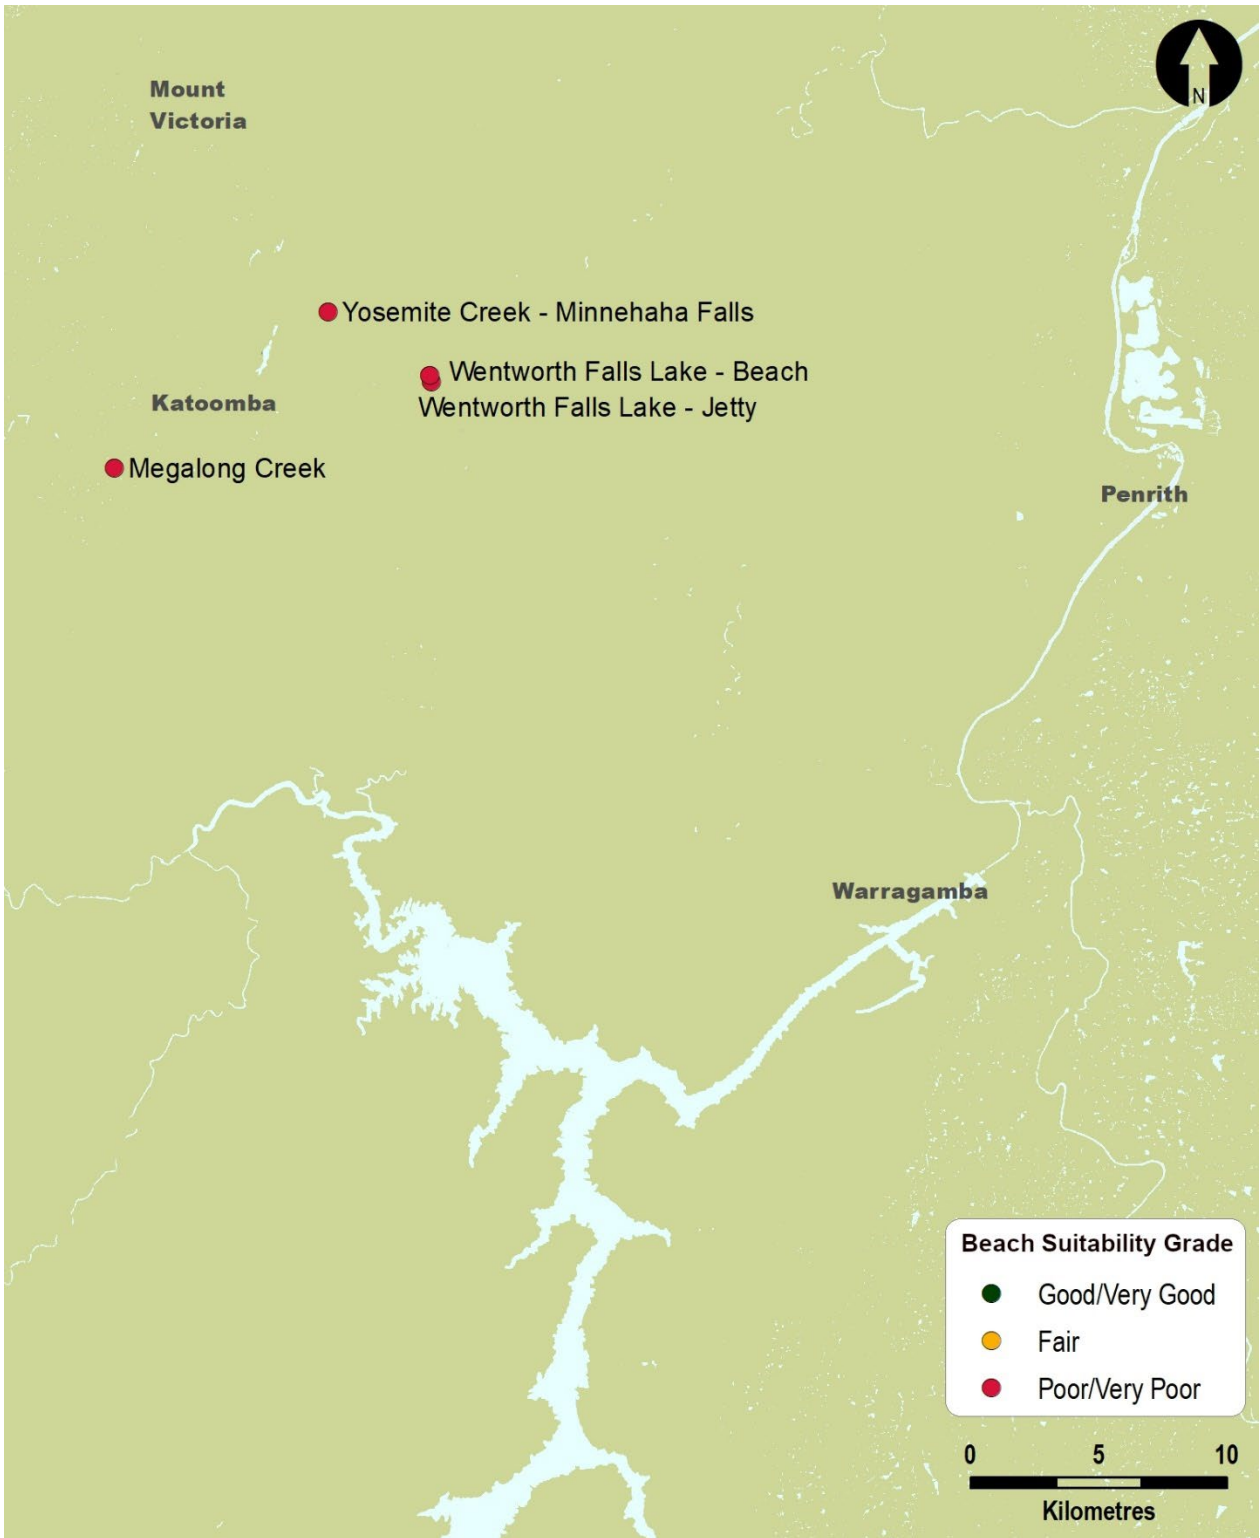 N
Mount
Victoria
Yosemite Creek - Minnehaha Falls
Wentworth Falls Lake - Beach
Wentworth Falls Lake - Jetty
Katoomba
Megalong Creek
Penrith
Warragamba
Beach Suitability Grade
Good/Very Good
Fair
Poor/Very Poor
0 5 10
Kilometres